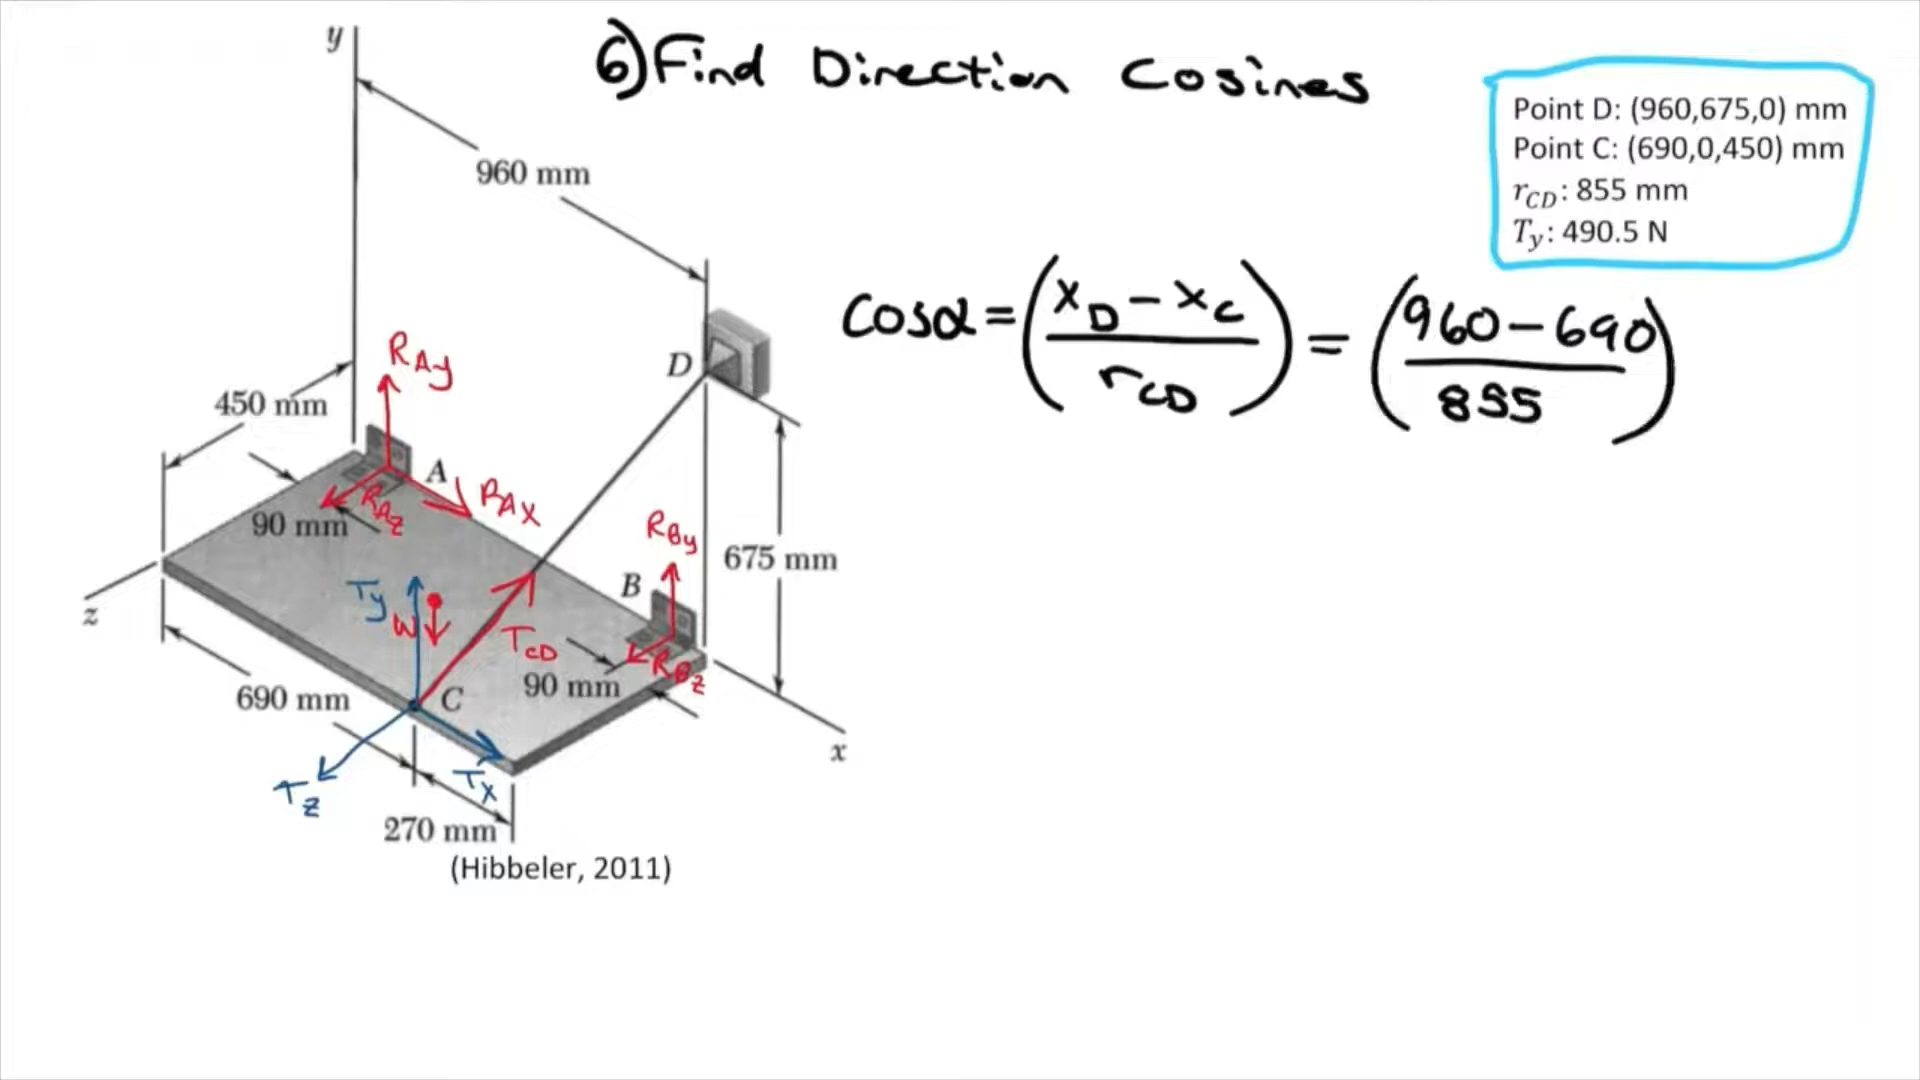 6) Find Direction Cosines
y
960 mm
Point D: (960,675,0) mm
Point C: (690,0,450) mm
r_CD: 855 mm
T_y: 490.5 N
Cosα = ( (x_D − x_C) / r_CD ) = ( (960 − 690) / 855 )
D
R_Ay
450 mm
A
R_Az
R_Ax
90 mm
R_By
675 mm
B
T_y
W
T_CD
R_Bz
90 mm
z
C
690 mm
x
T_z
T_x
270 mm
(Hibbeler, 2011)